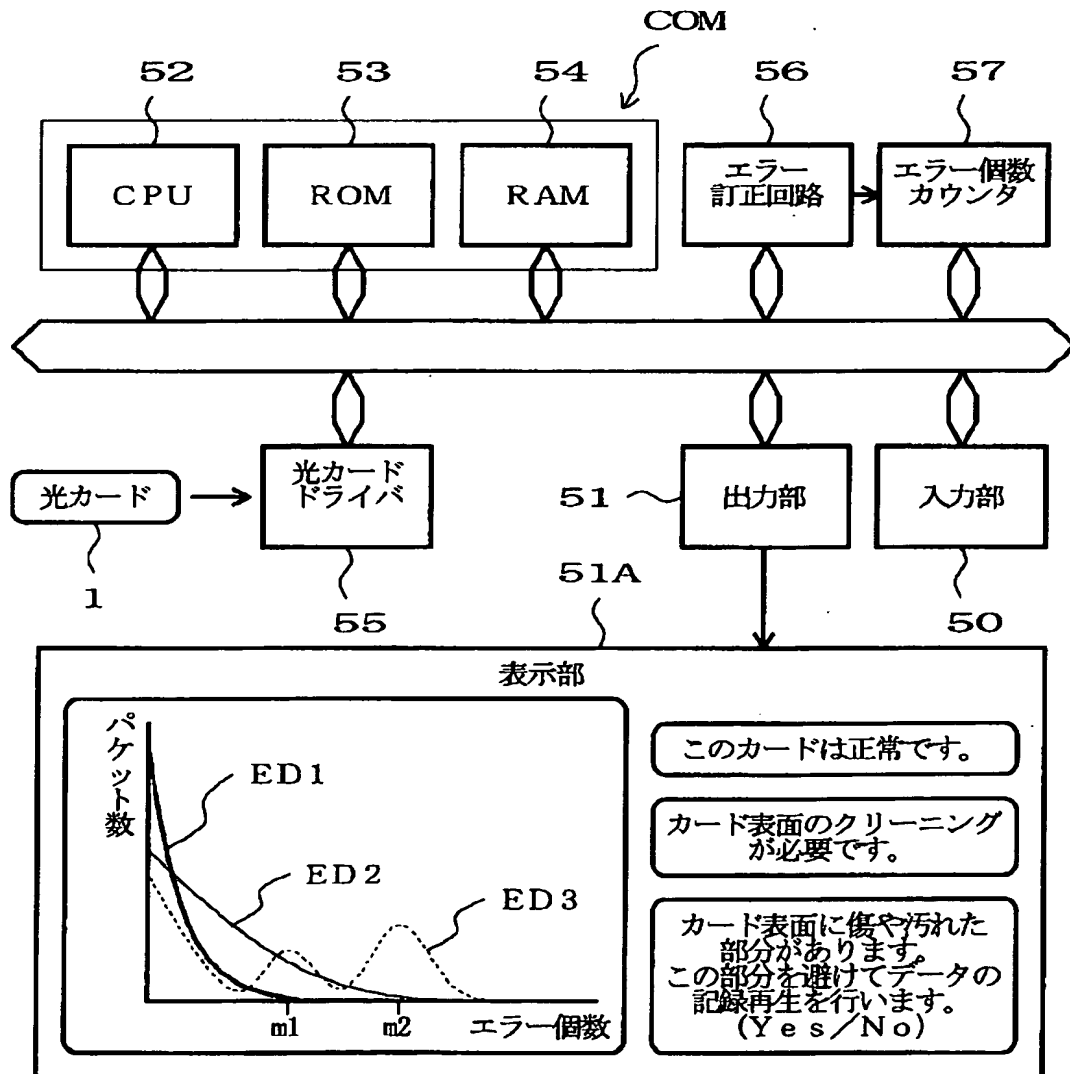 COM
52
53
54
56
57
CPU
ROM
RAM
エラー
訂正回路
エラー個数
カウンタ
光カード
光カード
ドライバ
51
出力部
入力部
1
55
51A
50
表示部
パケット数
ED1
ED2
ED3
m1
m2
エラー個数
このカードは正常です。
カード表面のクリーニング
が必要です。
カード表面に傷や汚れた
部分があります。
この部分を避けてデータの
記録再生を行います。
(Yes/No)